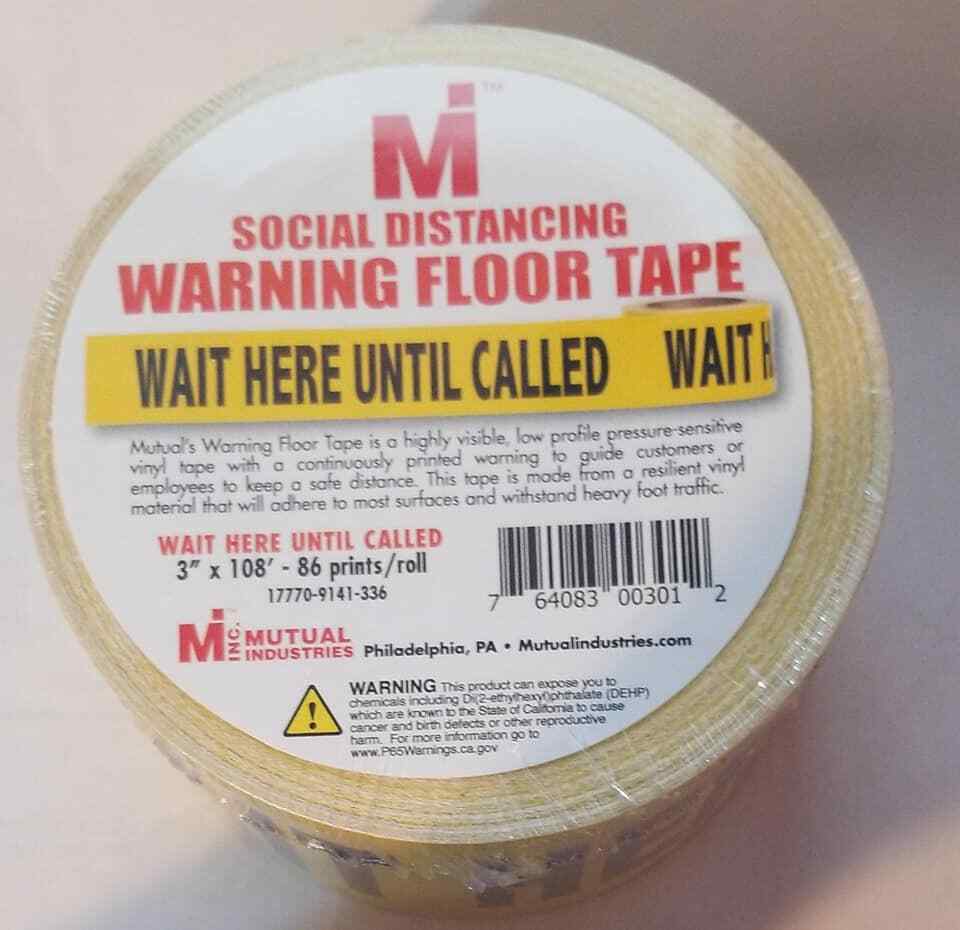 MI™
SOCIAL DISTANCING
WARNING FLOOR TAPE
WAIT HERE UNTIL CALLED WAIT H
Mutual's Warning Floor Tape is a highly visible, low profile pressure-sensitive
vinyl tape with a continuously printed warning to guide customers or
employees to keep a safe distance. This tape is made from a resilient vinyl
material that will adhere to most surfaces and withstand heavy foot traffic.
WAIT HERE UNTIL CALLED
3" x 108' - 86 prints/roll
17770-9141-336
7 64083 00301 2
MI INC.™ MUTUAL
INDUSTRIES Philadelphia, PA • Mutualindustries.com
WARNING This product can expose you to
chemicals including Di(2-ethylhexyl)phthalate (DEHP)
which are known to the State of California to cause
cancer and birth defects or other reproductive
harm. For more information go to
www.P65Warnings.ca.gov